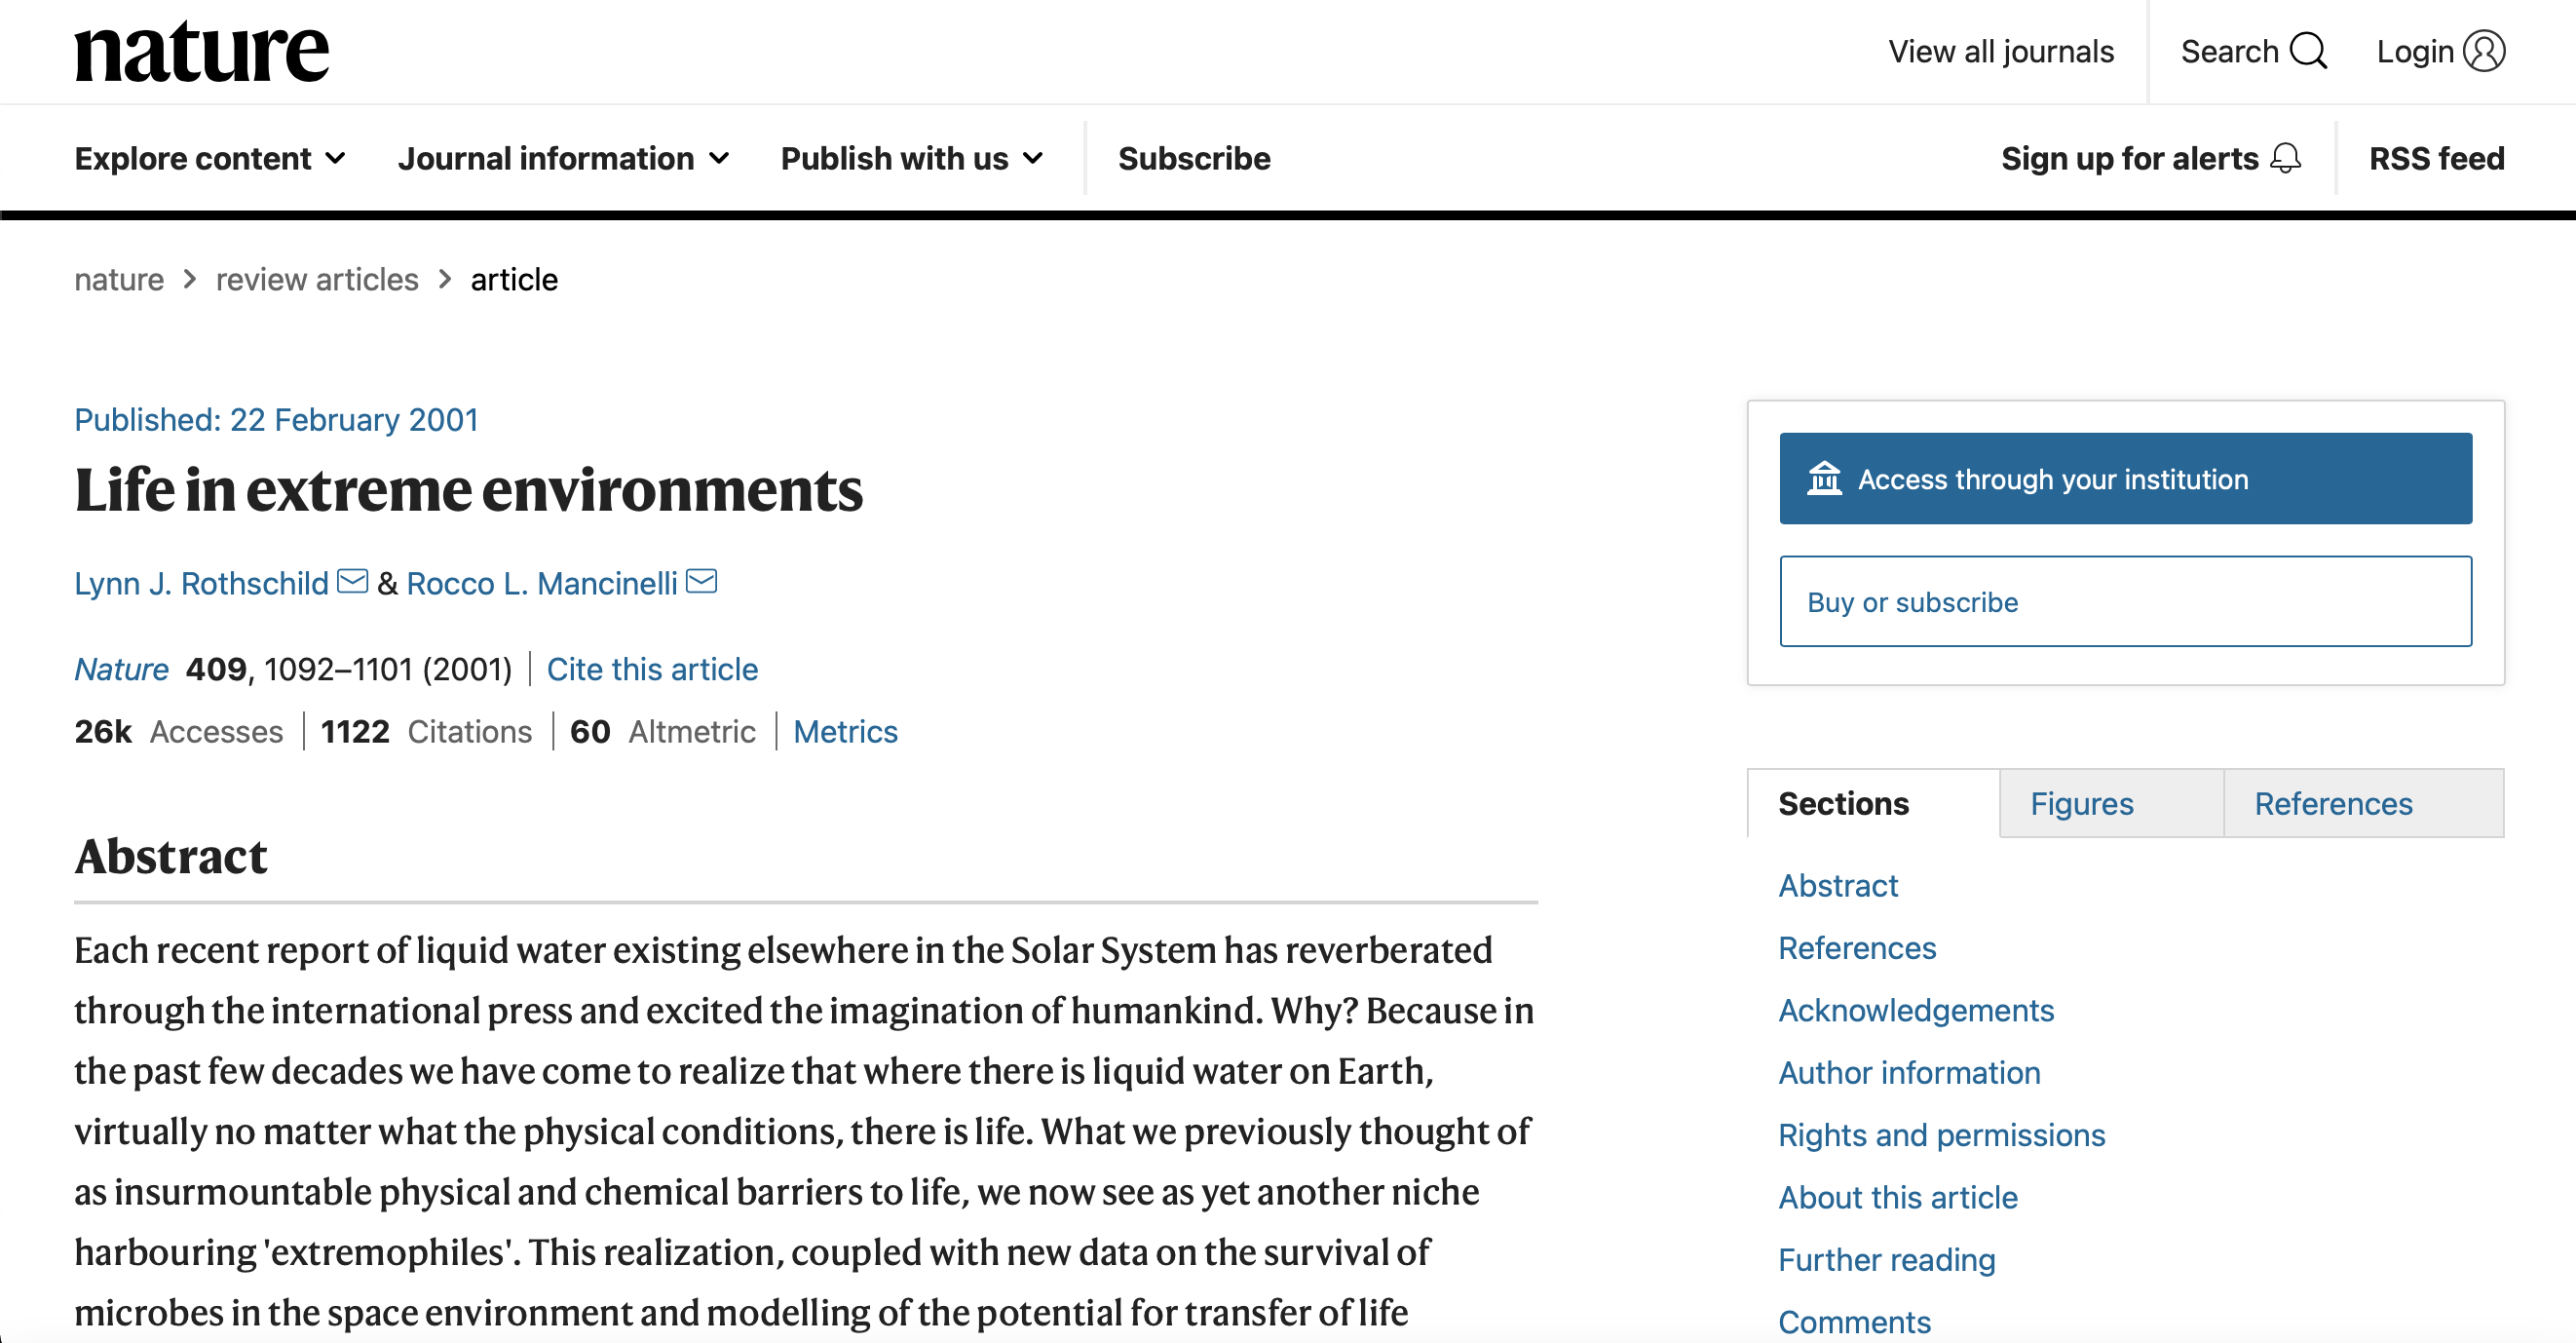 nature
View all journals
Search
Login
Explore content
Journal information
Publish with us
Subscribe
Sign up for alerts
RSS feed
nature > review articles > article
Published: 22 February 2001
Life in extreme environments
Lynn J. Rothschild & Rocco L. Mancinelli
Nature 409, 1092–1101 (2001) | Cite this article
26k Accesses | 1122 Citations | 60 Altmetric | Metrics
Abstract
Each recent report of liquid water existing elsewhere in the Solar System has reverberated
through the international press and excited the imagination of humankind. Why? Because in
the past few decades we have come to realize that where there is liquid water on Earth,
virtually no matter what the physical conditions, there is life. What we previously thought of
as insurmountable physical and chemical barriers to life, we now see as yet another niche
harbouring 'extremophiles'. This realization, coupled with new data on the survival of
microbes in the space environment and modelling of the potential for transfer of life
Access through your institution
Buy or subscribe
Sections
Figures
References
Abstract
References
Acknowledgements
Author information
Rights and permissions
About this article
Further reading
Comments